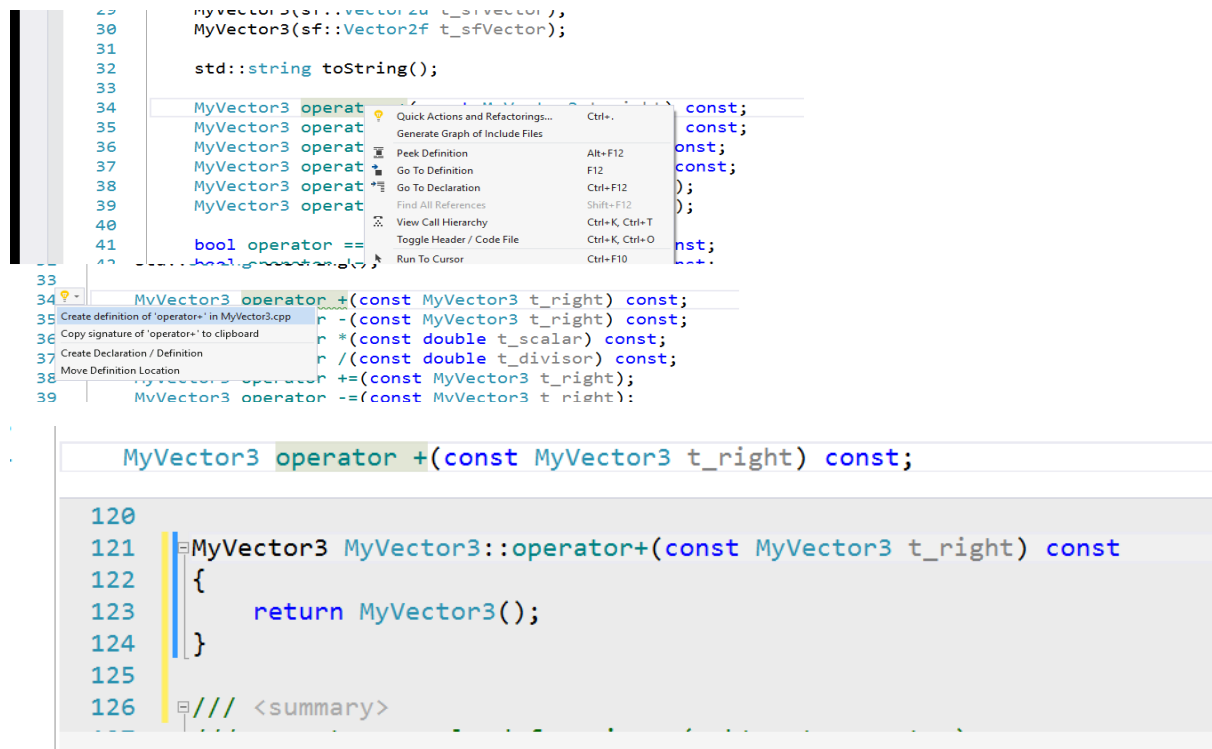 29 MyVector3(sf::Vector2u t_sfVector);
30 MyVector3(sf::Vector2f t_sfVector);
31
32 std::string toString();
33
34 MyVector3 operat const;
35 MyVector3 operat const;
36 MyVector3 operat onst;
37 MyVector3 operat const;
38 MyVector3 operat );
39 MyVector3 operat );
40
41 bool operator == nst;
42
Quick Actions and Refactorings... Ctrl+.
Generate Graph of Include Files
Peek Definition Alt+F12
Go To Definition F12
Go To Declaration Ctrl+F12
Find All References Shift+F12
View Call Hierarchy Ctrl+K, Ctrl+T
Toggle Header / Code File Ctrl+K, Ctrl+O
Run To Cursor Ctrl+F10
33
34 MyVector3 operator +(const MyVector3 t_right) const;
35 r -(const MyVector3 t_right) const;
36 r *(const double t_scalar) const;
37 r /(const double t_divisor) const;
38 MyVector3 operator +=(const MyVector3 t_right);
39 MyVector3 operator -=(const MyVector3 t_right);
Create definition of 'operator+' in MyVector3.cpp
Copy signature of 'operator+' to clipboard
Create Declaration / Definition
Move Definition Location
MyVector3 operator +(const MyVector3 t_right) const;
120
121 MyVector3 MyVector3::operator+(const MyVector3 t_right) const
122 {
123 return MyVector3();
124 }
125
126 /// <summary>